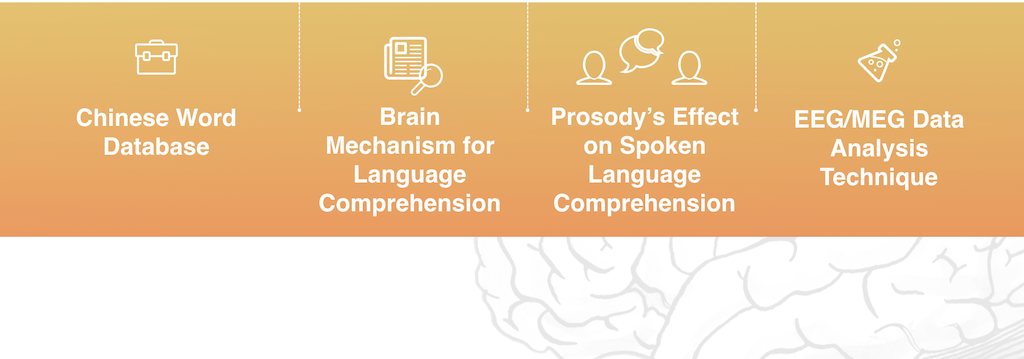 Chinese Word
Database
Brain
Mechanism for
Language
Comprehension
Prosody's Effect
on Spoken
Language
Comprehension
EEG/MEG Data
Analysis
Technique